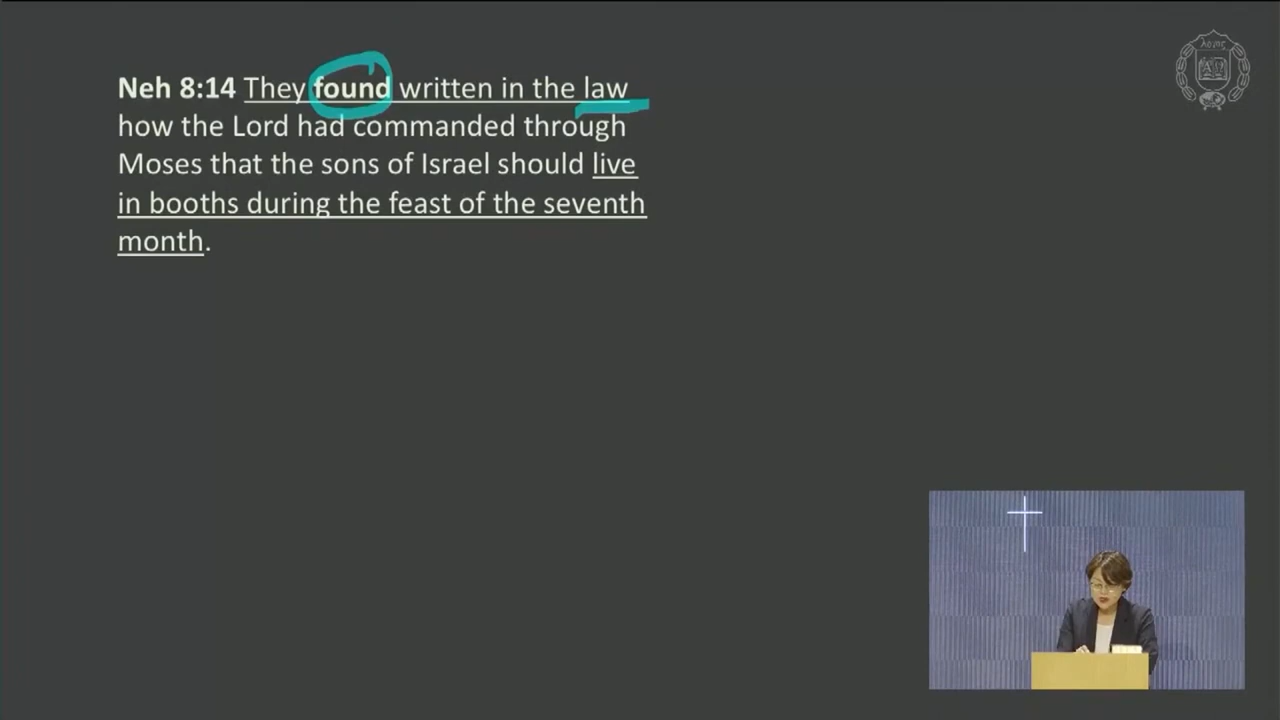 λόγος
Neh 8:14 They found written in the law
how the Lord had commanded through
Moses that the sons of Israel should live
in booths during the feast of the seventh
month.